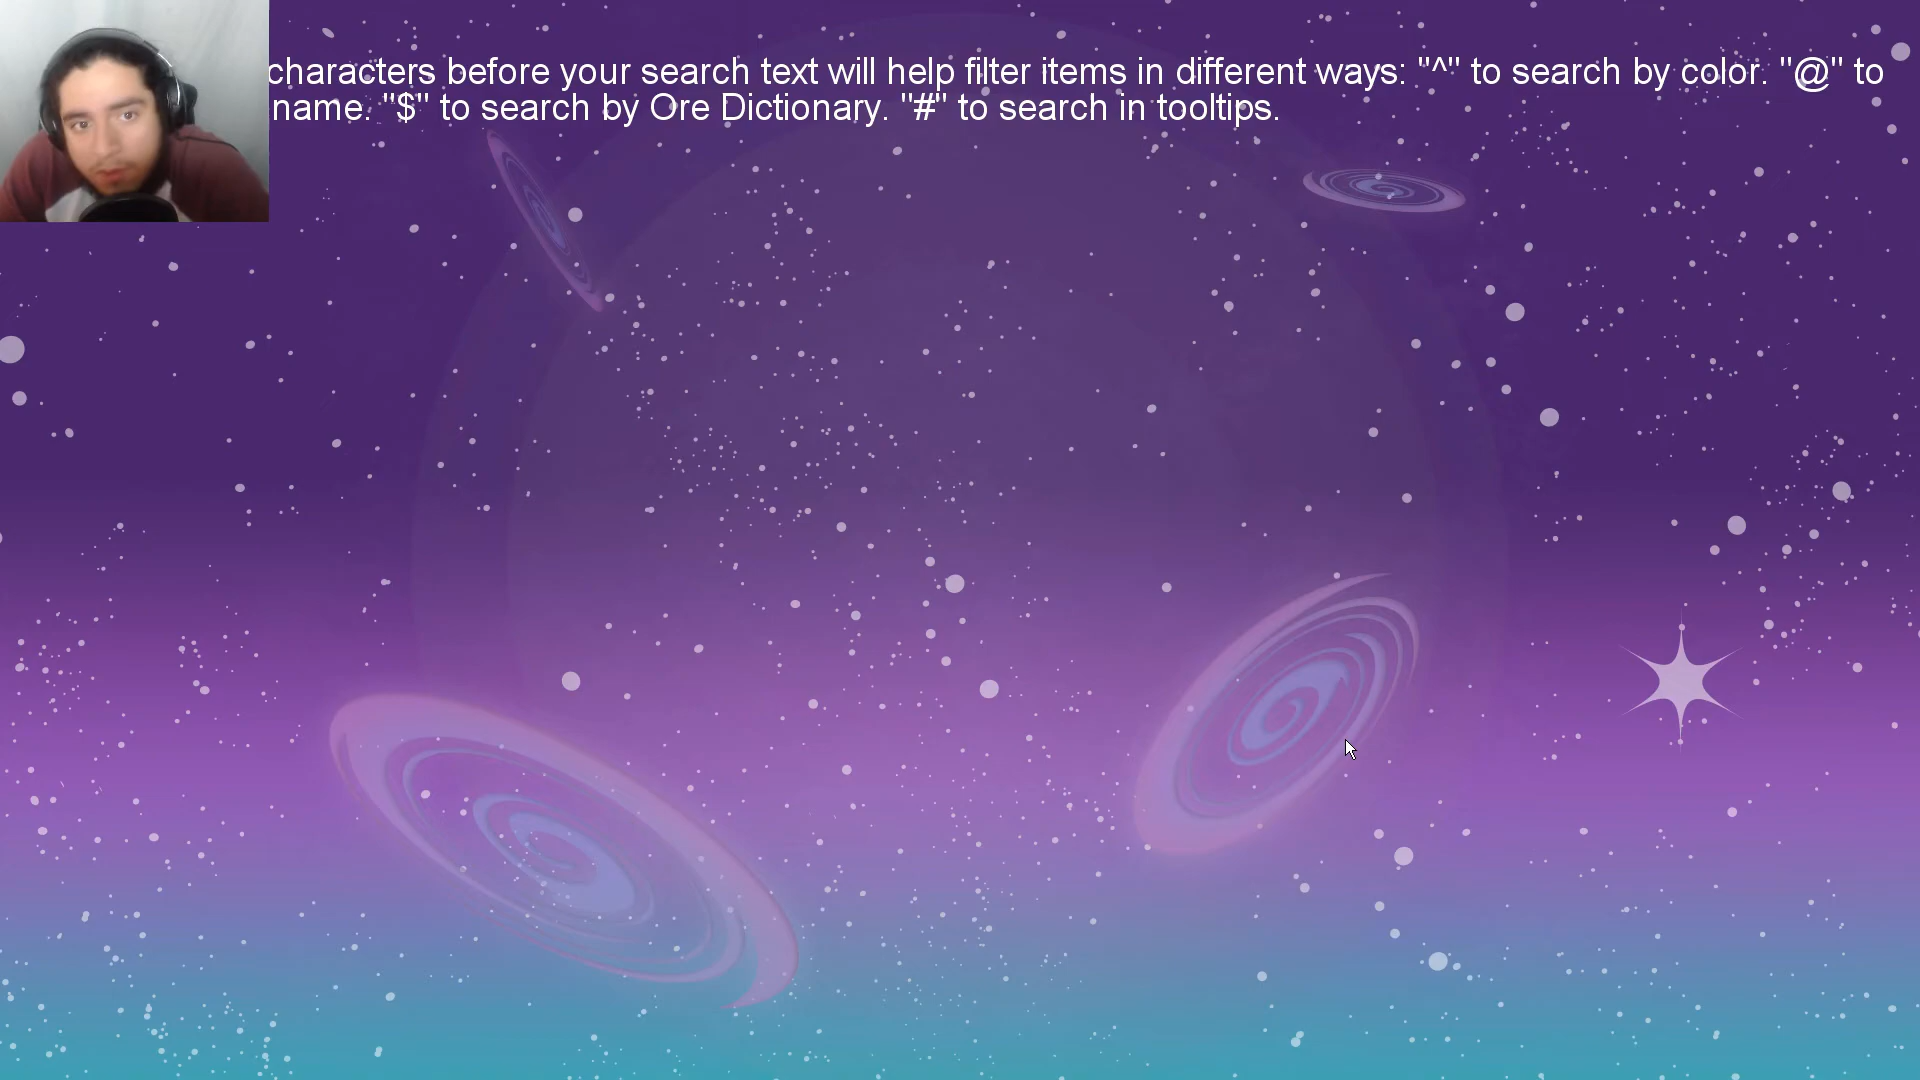 characters before your search text will help filter items in different ways: "^" to search by color. "@" to
name. "$" to search by Ore Dictionary. "#" to search in tooltips.